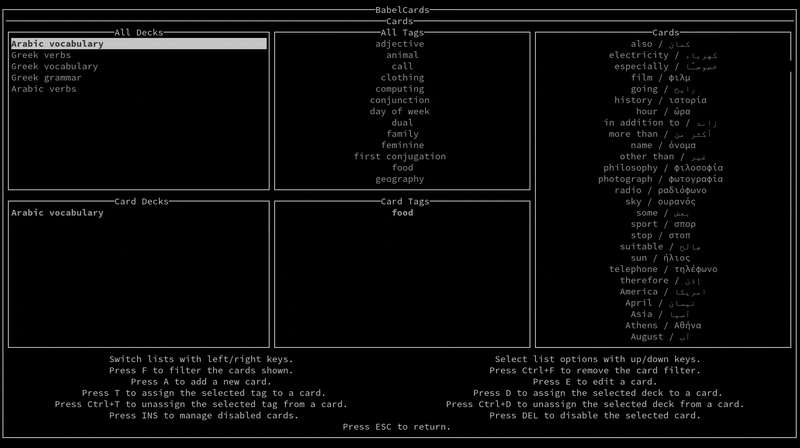 BabelCards
Cards
All Decks
Arabic vocabulary
Greek verbs
Greek vocabulary
Greek grammar
Arabic verbs
All Tags
adjective
animal
call
clothing
computing
conjunction
day of week
dual
family
feminine
first conjugation
food
geography
Cards
also / كمان
electricity / كهرباء
especially / خصوصًا
film / φιλμ
going / رايح
history / ιστορία
hour / ώρα
in addition to / زائد
more than / أكثر من
name / όνομα
other than / غير
philosophy / φιλοσοφία
photograph / φωτογραφία
radio / ραδιόφωνο
sky / ουρανός
some / بعض
sport / σπορ
stop / στοπ
suitable / صالح
sun / ήλιος
telephone / τηλέφωνο
therefore / إذن
America / امريكا
April / نيسان
Asia / آسيا
Athens / Αθήνα
August / آب
Card Decks
Arabic vocabulary
Card Tags
food
Switch lists with left/right keys.
Select list options with up/down keys.
Press F to filter the cards shown.
Press Ctrl+F to remove the card filter.
Press A to add a new card.
Press E to edit a card.
Press T to assign the selected tag to a card.
Press D to assign the selected deck to a card.
Press Ctrl+T to unassign the selected tag from a card.
Press Ctrl+D to unassign the selected deck from a card.
Press INS to manage disabled cards.
Press DEL to disable the selected card.
Press ESC to return.